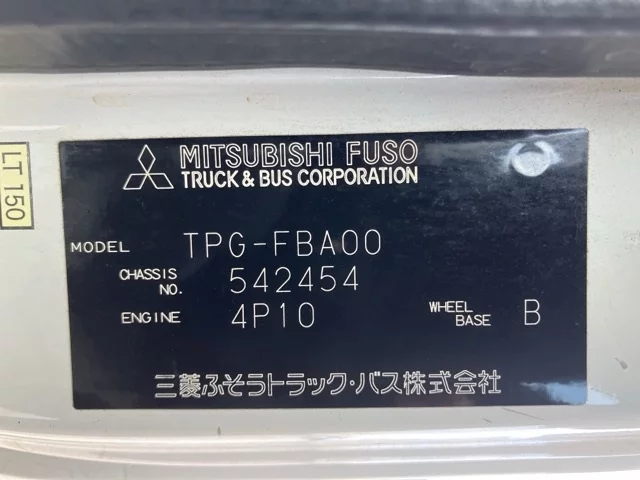 MITSUBISHI FUSO
TRUCK & BUS CORPORATION
LT 150
MODEL TPG-FBA00
CHASSIS NO. 542454
ENGINE 4P10 WHEEL BASE B
三菱ふそうトラック・バス株式会社